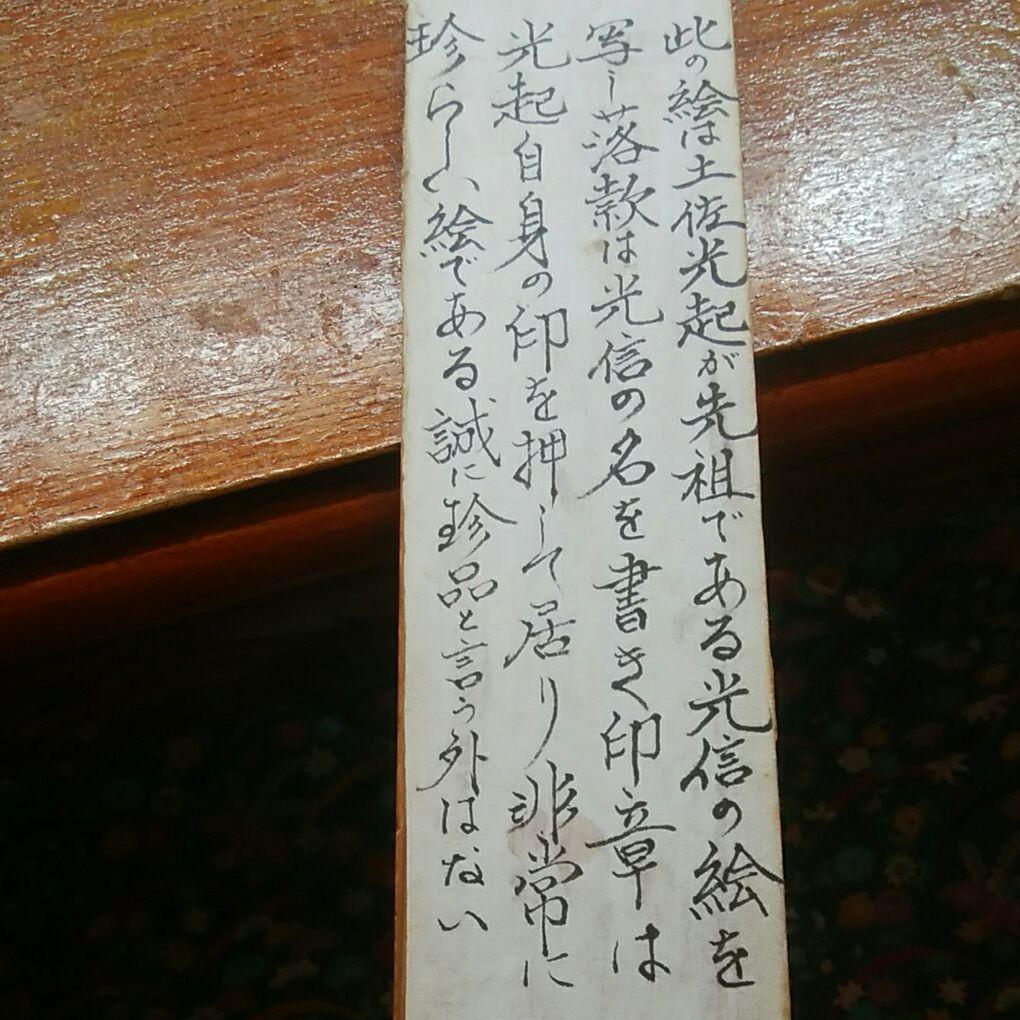 此の絵は土佐光起が先祖である光信の絵を
写し落款は光信の名を書き印章は
光起自身の印を押して居り非常に
珍らしい絵である誠に珍品と言う外はない